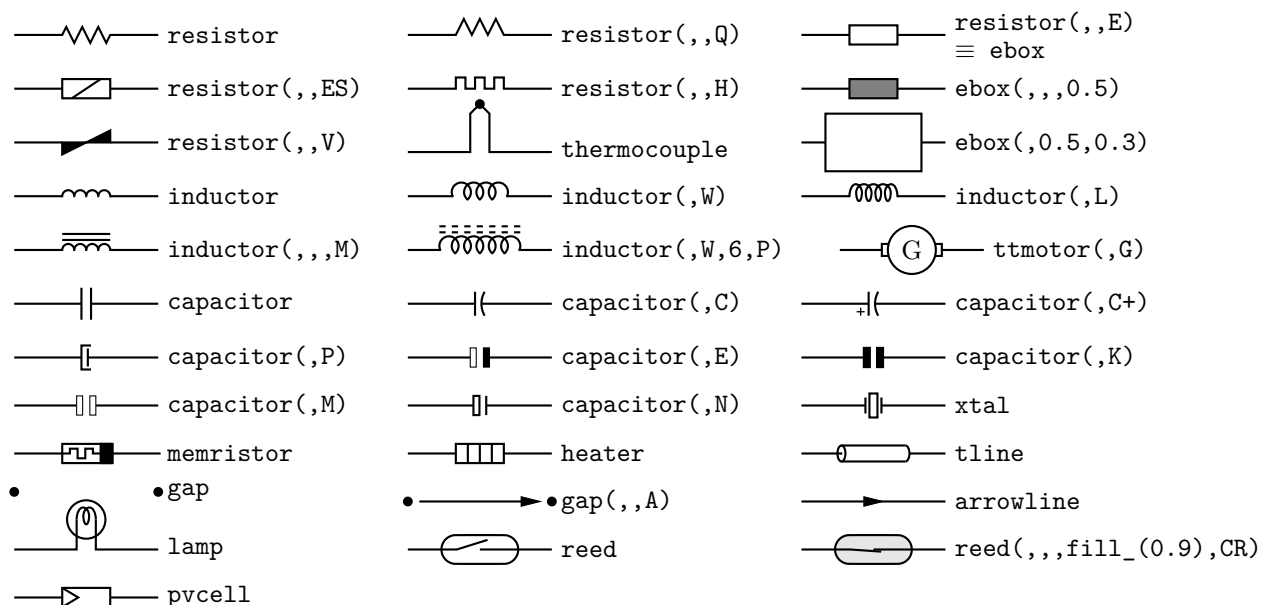 resistor
resistor(,,Q)
resistor(,,E)
≡ ebox
resistor(,,ES)
resistor(,,H)
ebox(,,,0.5)
resistor(,,V)
thermocouple
ebox(,0.5,0.3)
inductor
inductor(,W)
inductor(,L)
inductor(,,,M)
inductor(,W,6,P)
G
ttmotor(,G)
capacitor
capacitor(,C)
+
capacitor(,C+)
capacitor(,P)
capacitor(,E)
capacitor(,K)
capacitor(,M)
capacitor(,N)
xtal
memristor
heater
tline
gap
gap(,,A)
arrowline
lamp
reed
reed(,,,fill_(0.9),CR)
pvcell